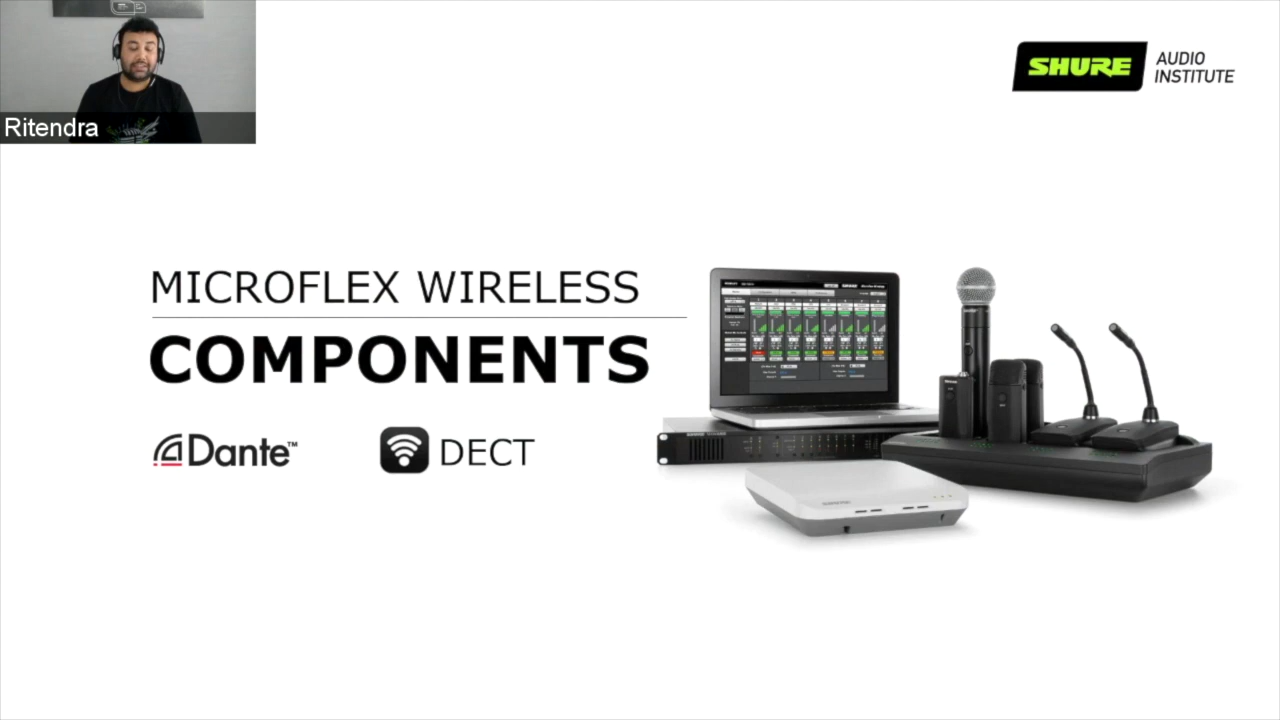 Ritendra
SHURE
AUDIO
INSTITUTE
MICROFLEX WIRELESS
COMPONENTS
Dante™
DECT